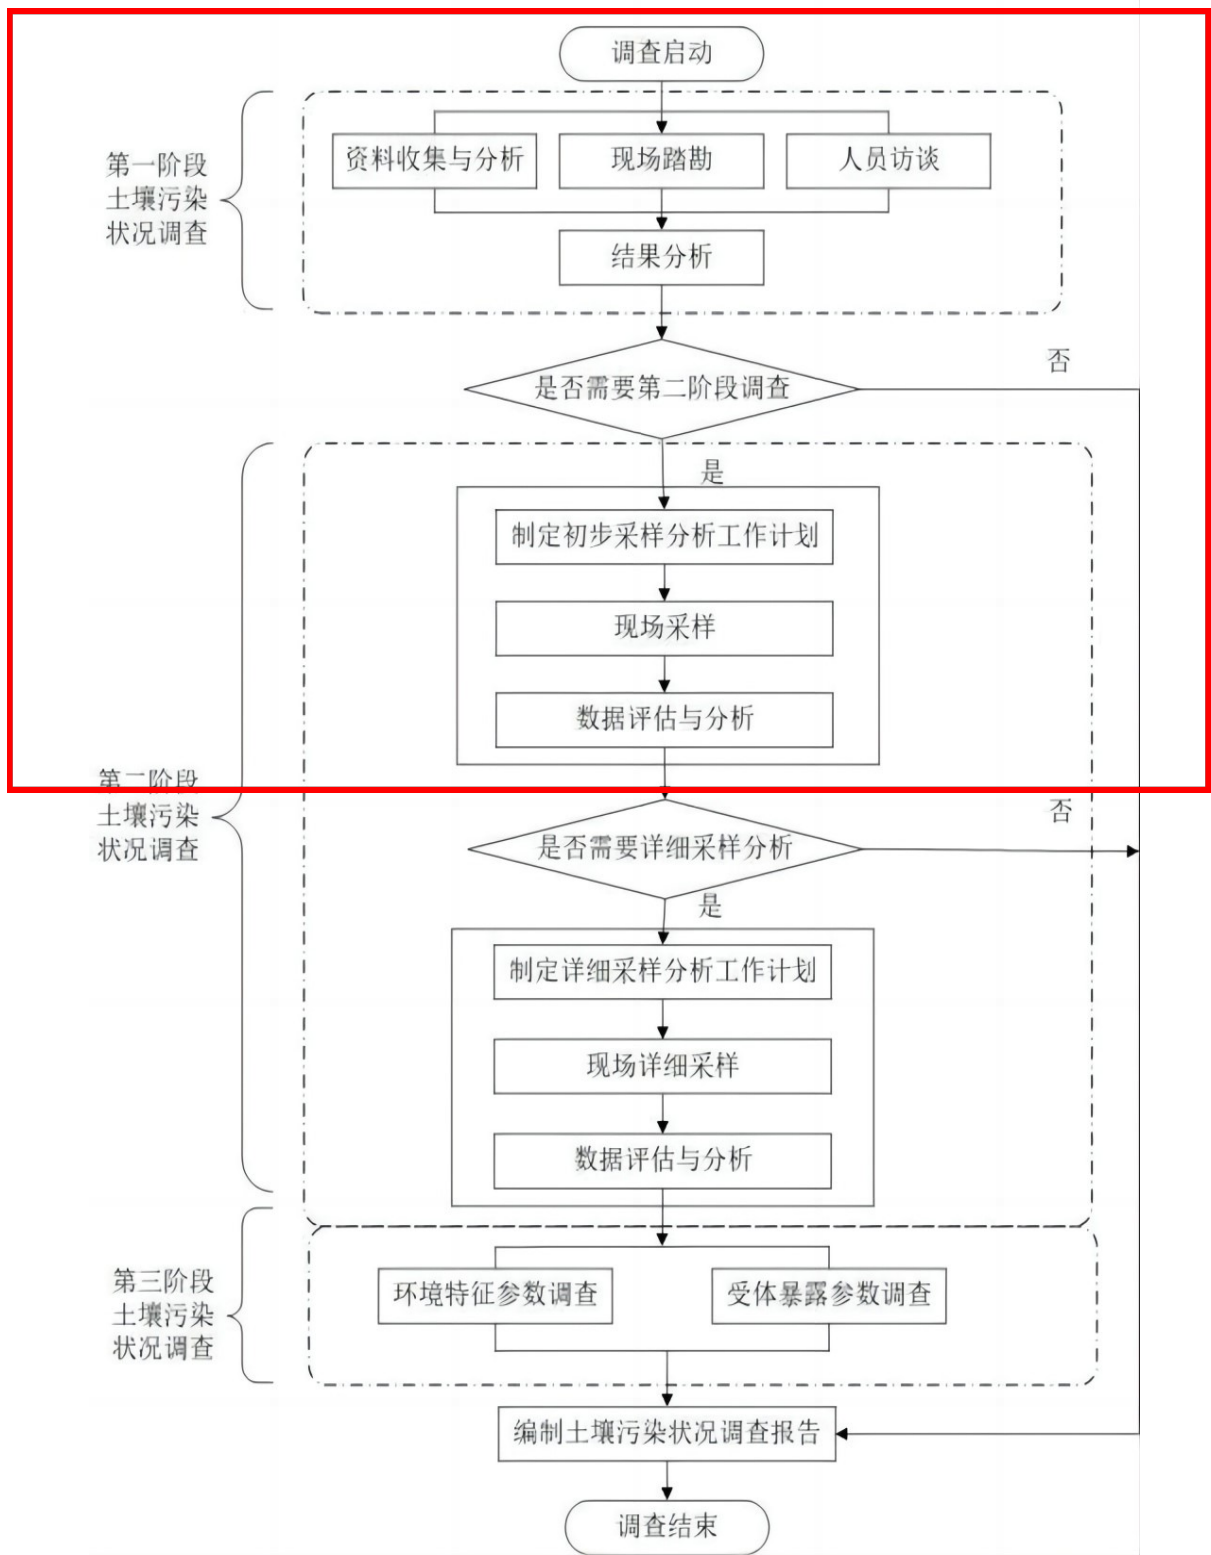 调查启动
第一阶段
土壤污染
状况调查
资料收集与分析
现场踏勘
人员访谈
结果分析
是否需要第二阶段调查
否
是
制定初步采样分析工作计划
现场采样
数据评估与分析
第二阶段
土壤污染
状况调查
是否需要详细采样分析
否
是
制定详细采样分析工作计划
现场详细采样
数据评估与分析
第三阶段
土壤污染
状况调查
环境特征参数调查
受体暴露参数调查
编制土壤污染状况调查报告
调查结束